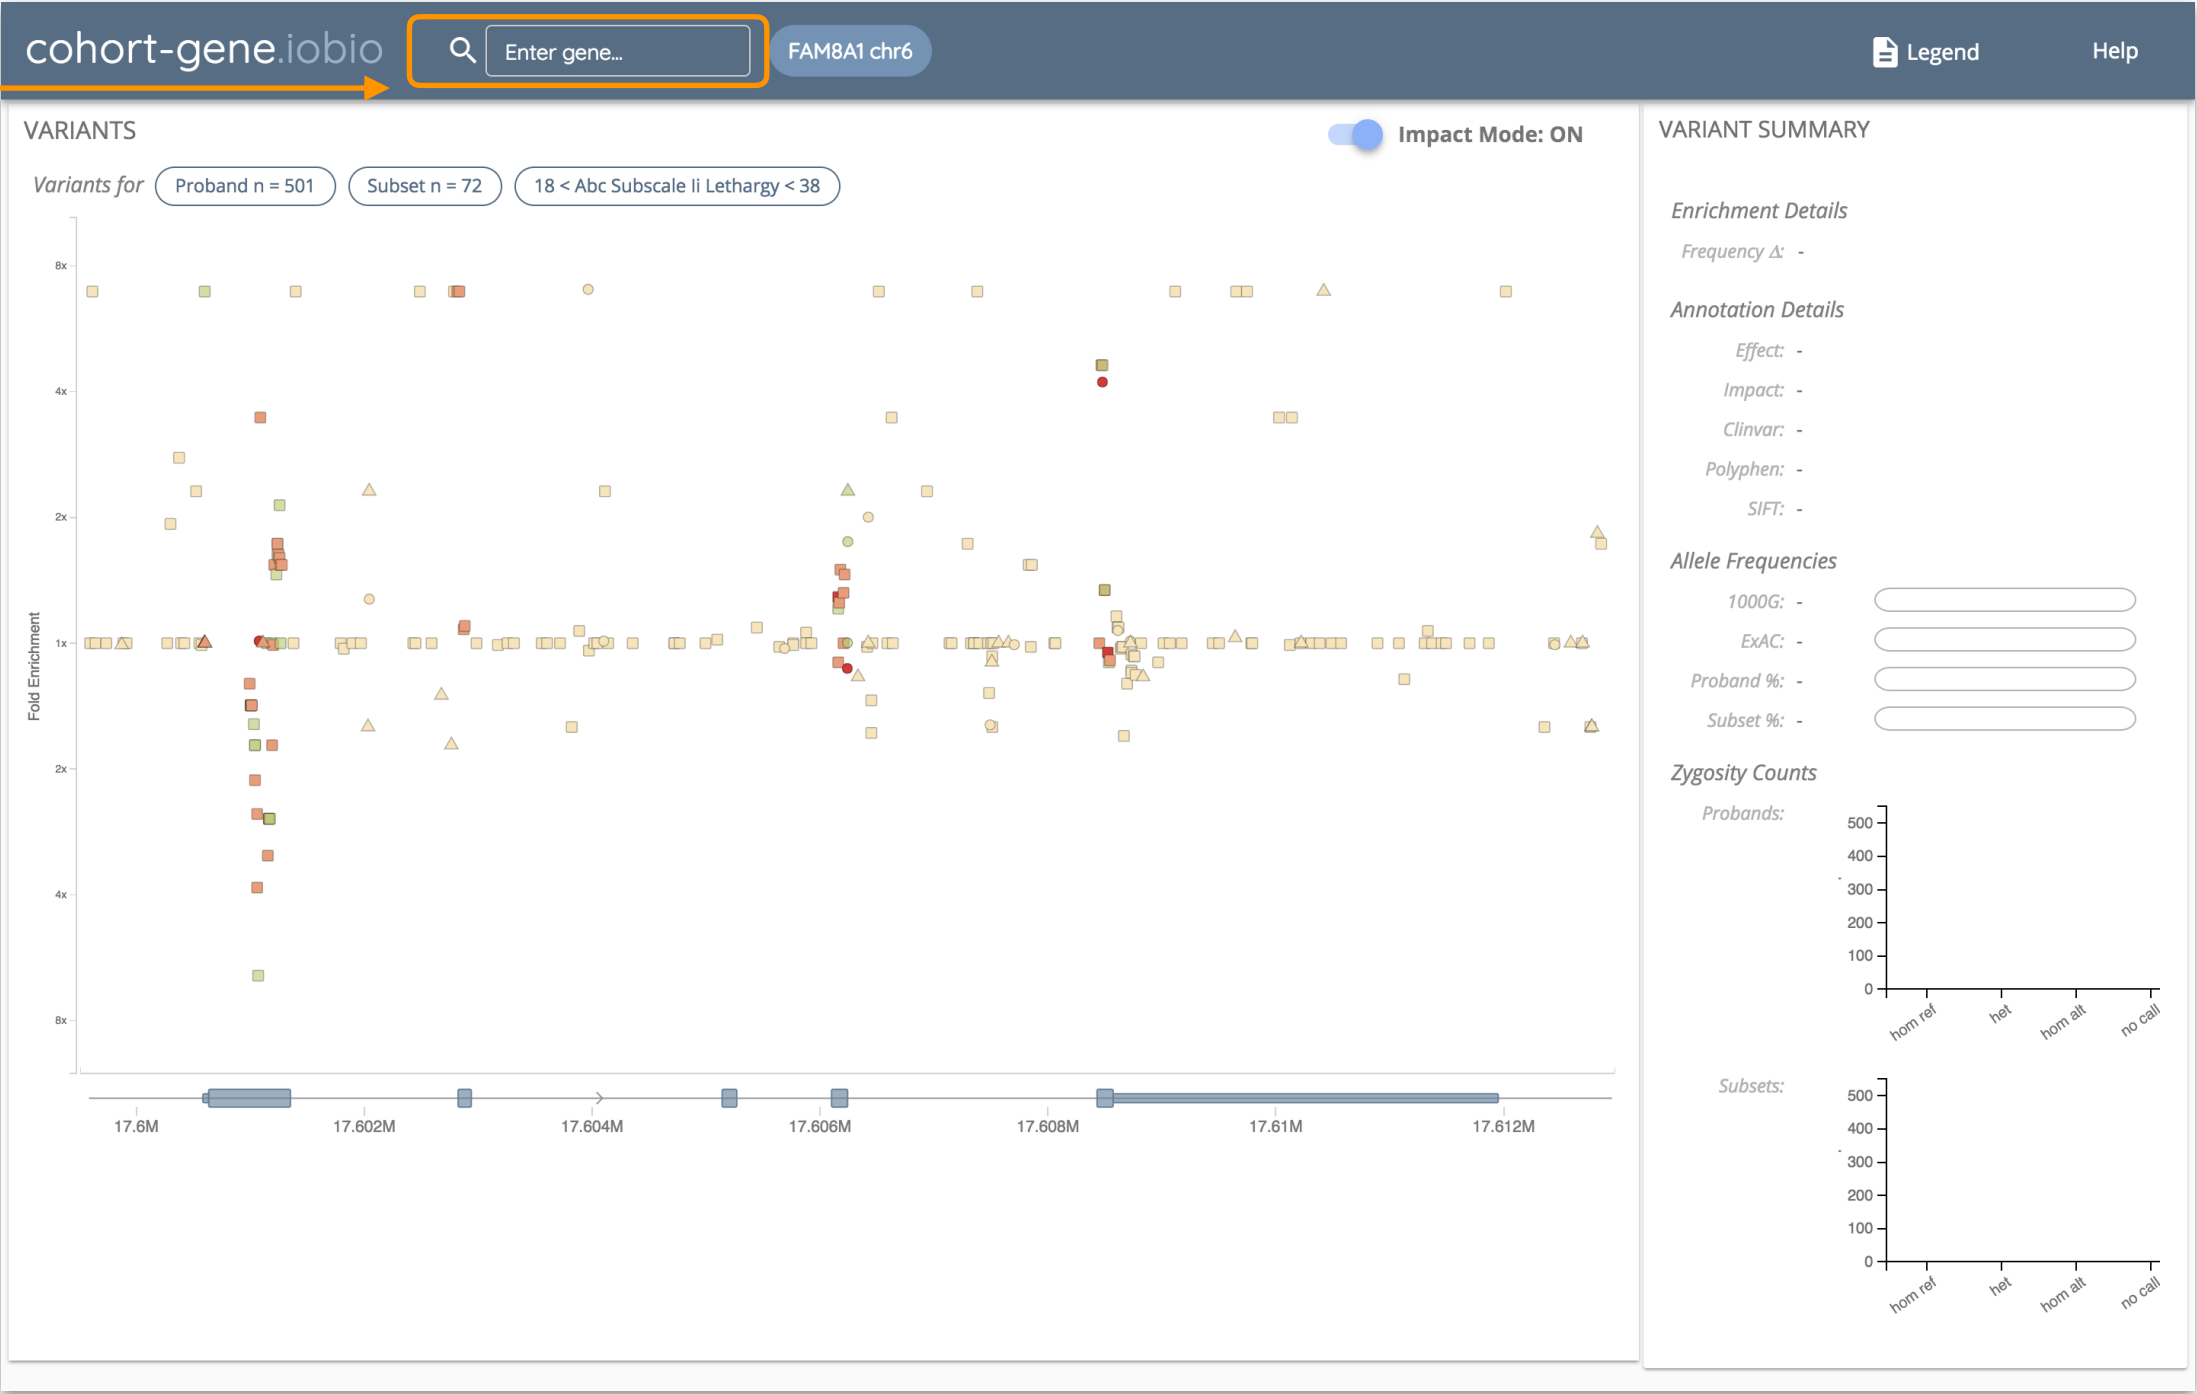 cohort-gene.iobio
Enter gene...
FAM8A1 chr6
Legend
Help
VARIANTS
Impact Mode: ON
Variants for
Proband n = 501
Subset n = 72
18 < Abc Subscale Ii Lethargy < 38
8x
4x
2x
1x
2x
4x
8x
Fold Enrichment
17.6M
17.602M
17.604M
17.606M
17.608M
17.61M
17.612M
VARIANT SUMMARY
Enrichment Details
Frequency Δ: -
Annotation Details
Effect: -
Impact: -
Clinvar: -
Polyphen: -
SIFT: -
Allele Frequencies
1000G: -
ExAC: -
Proband %: -
Subset %: -
Zygosity Counts
Probands:
500
400
300
200
100
0
hom ref
het
hom alt
no call
Subsets:
500
400
300
200
100
0
hom ref
het
hom alt
no call